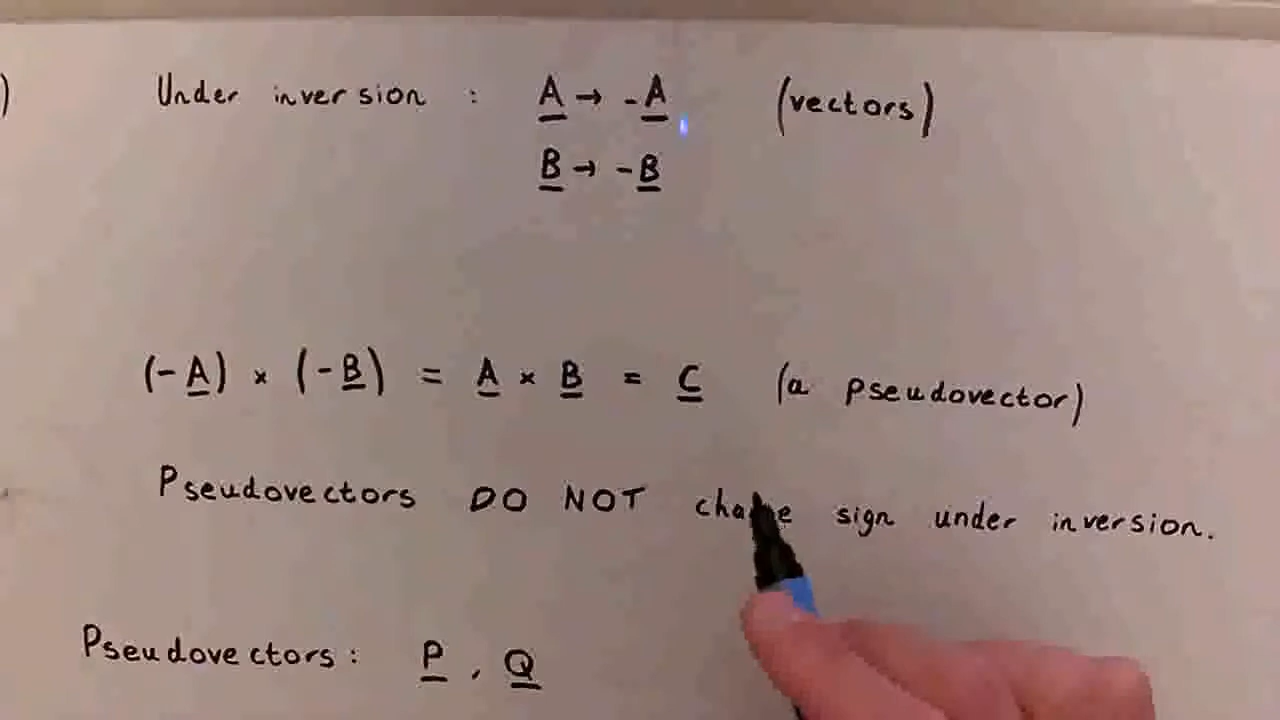 ) Under inversion : A → -A (vectors)
B → -B
(-A) × (-B) = A × B = C (a pseudovector)
Pseudovectors DO NOT sign under inversion.
Pseudovectors: P , Q